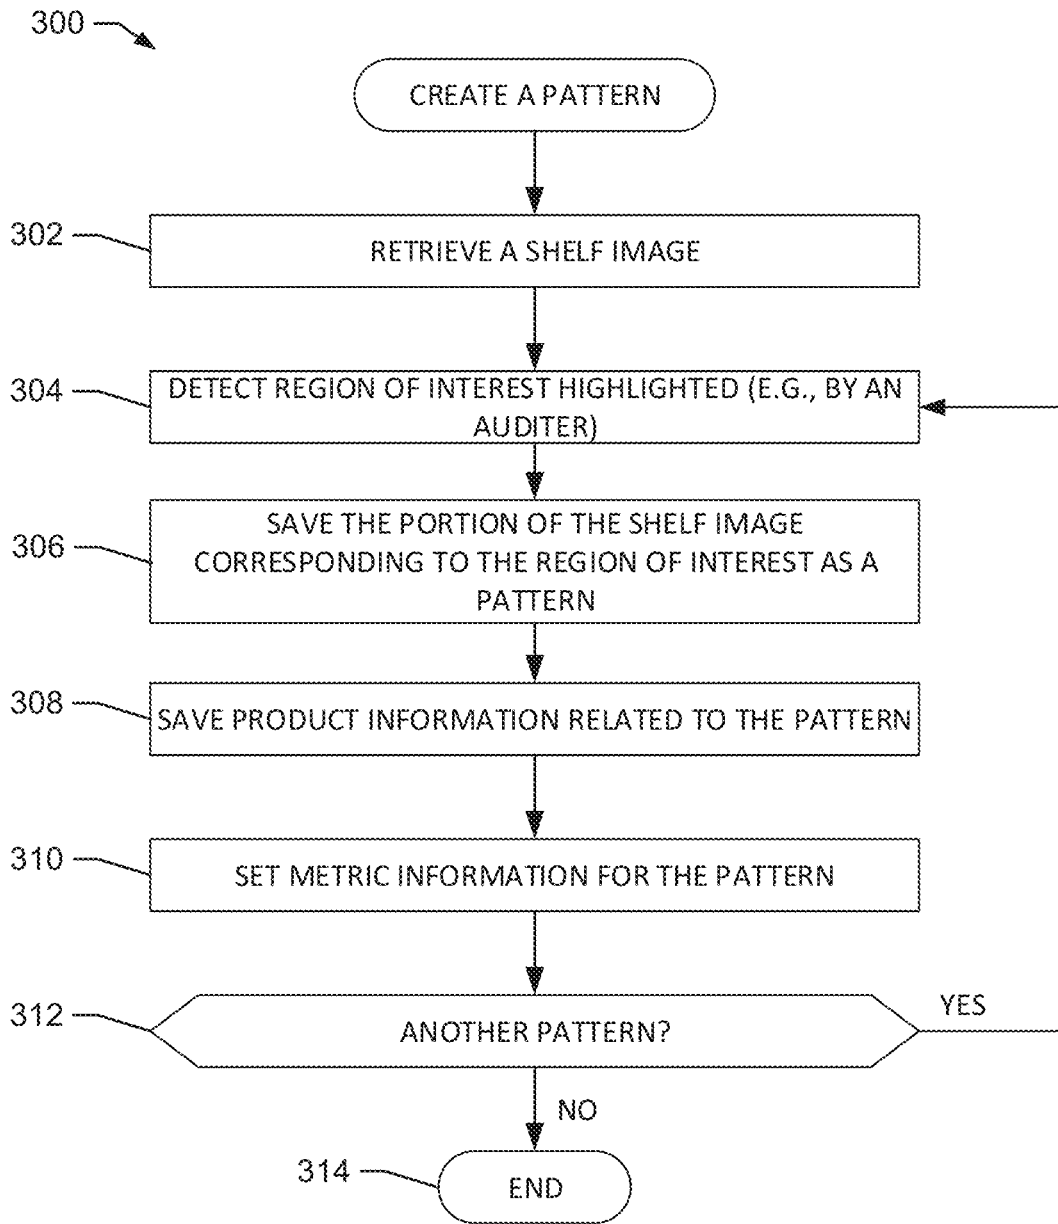 300
CREATE A PATTERN
302
RETRIEVE A SHELF IMAGE
304
DETECT REGION OF INTEREST HIGHLIGHTED (E.G., BY AN
AUDITER)
306
SAVE THE PORTION OF THE SHELF IMAGE
CORRESPONDING TO THE REGION OF INTEREST AS A
PATTERN
308
SAVE PRODUCT INFORMATION RELATED TO THE PATTERN
310
SET METRIC INFORMATION FOR THE PATTERN
312
ANOTHER PATTERN?
YES
NO
314
END